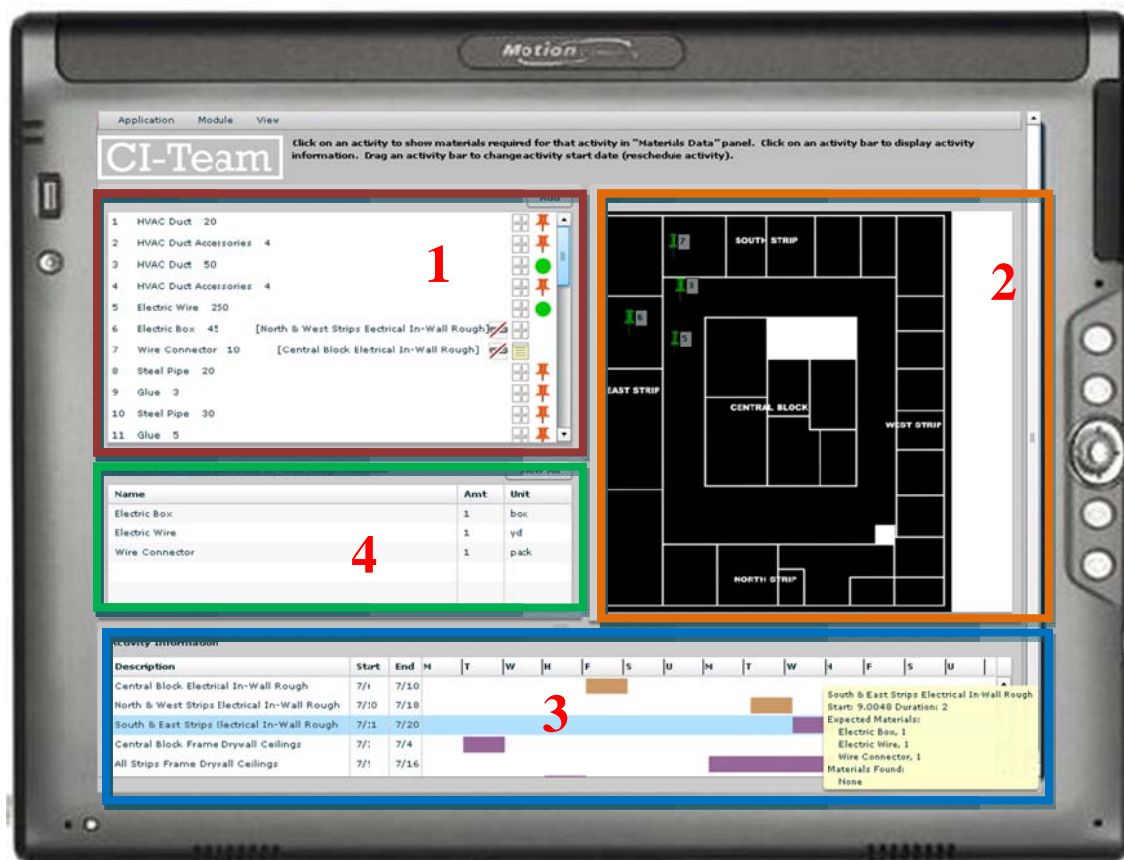 Motion
Application Module View
CI-Team
Click on an activity to show materials required for that activity in "Materials Data" panel. Click on an activity bar to display activity
information. Drag an activity bar to change activity start date (reschedule activity).
1
1 HVAC Duct 20
2 HVAC Duct Accessories 4
3 HVAC Duct 50
4 HVAC Duct Accessories 4
5 Electric Wire 250
6 Electric Box 45 [North & West Strips Eectrical In-Wall Rough]
7 Wire Connector 10 [Central Block Eletrical In-Wall Rough]
8 Steel Pipe 20
9 Glue 3
10 Steel Pipe 30
11 Glue 5
2
7
SOUTH STRIP
6
5
EAST STRIP
CENTRAL BLOCK
WEST STRIP
NORTH STRIP
4
Name Amt Unit
Electric Box 1 box
Electric Wire 1 yd
Wire Connector 1 pack
3
Activity Information
Description Start End M T W H F S U M T W H F S U
Central Block Electrical In-Wall Rough 7/10
North & West Strips Electrical In-Wall Rough 7/18
South & East Strips Electrical In-Wall Rough 7/20
Central Block Frame Drywall Ceilings 7/4
All Strips Frame Drywall Ceilings 7/16
South & East Strips Electrical In-Wall Rough
Start: 9.0048 Duration: 2
Expected Materials:
Electric Box, 1
Electric Wire, 1
Wire Connector, 1
Materials Found:
None